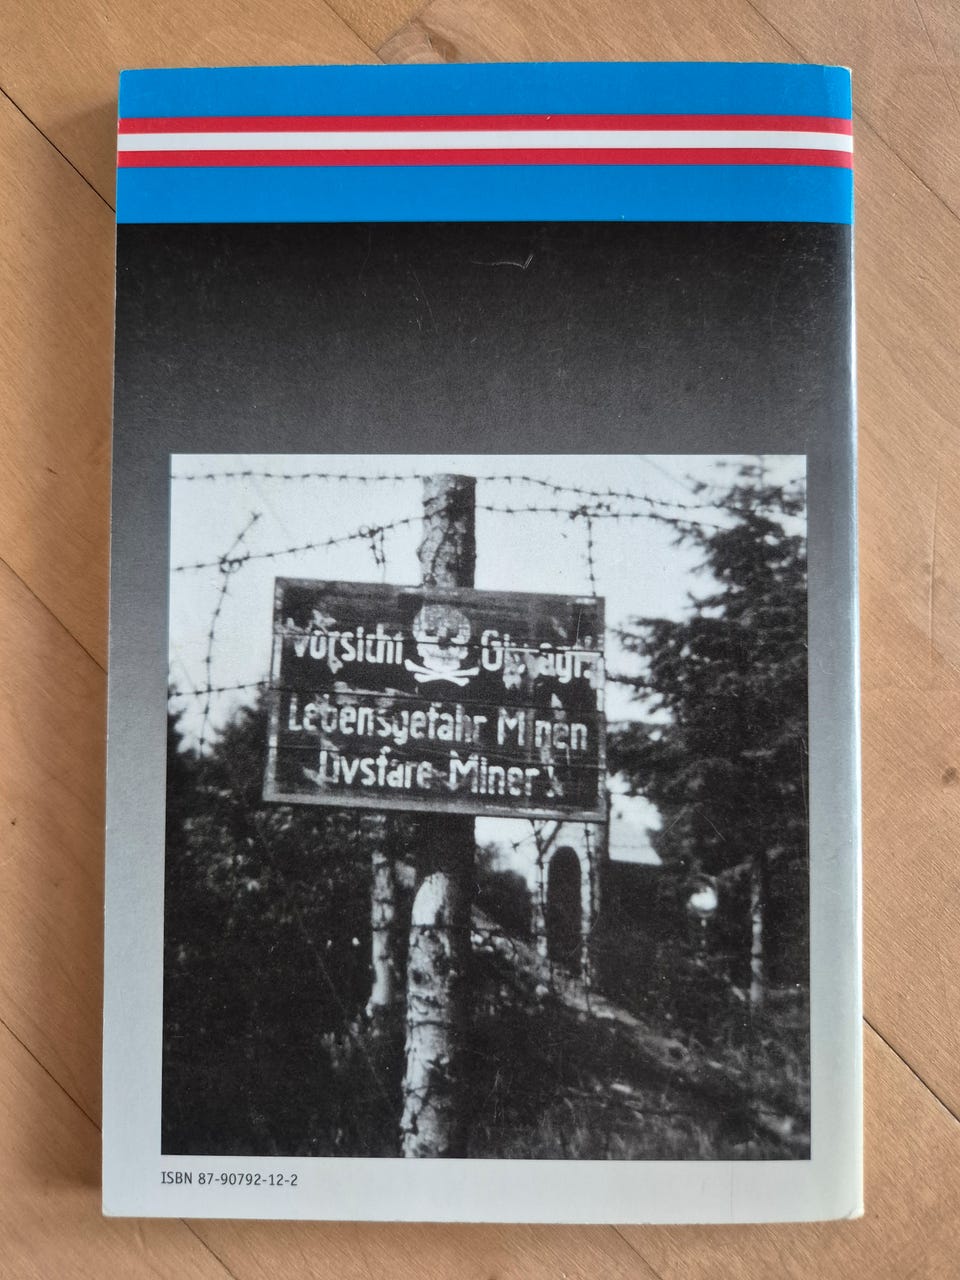 Vorsicht
Lebensgefahr Minen
Livsfare Miner!
ISBN 87-90792-12-2